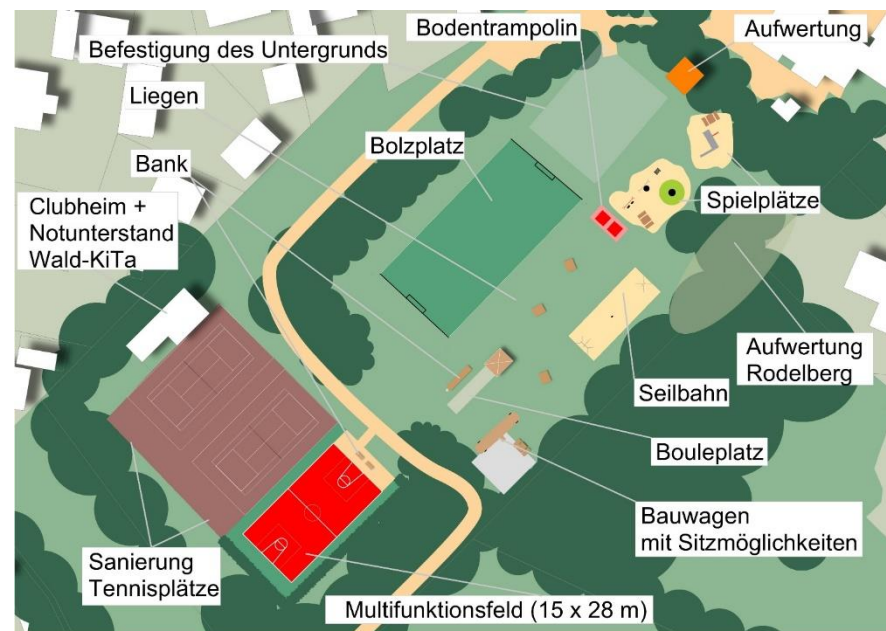 Bodentrampolin
Aufwertung
Befestigung des Untergrunds
Liegen
Bolzplatz
Bank
Clubheim +
Notunterstand
Wald-KiTa
Spielplätze
Aufwertung
Rodelberg
Seilbahn
Bouleplatz
Bauwagen
mit Sitzmöglichkeiten
Sanierung
Tennisplätze
Multifunktionsfeld (15 x 28 m)